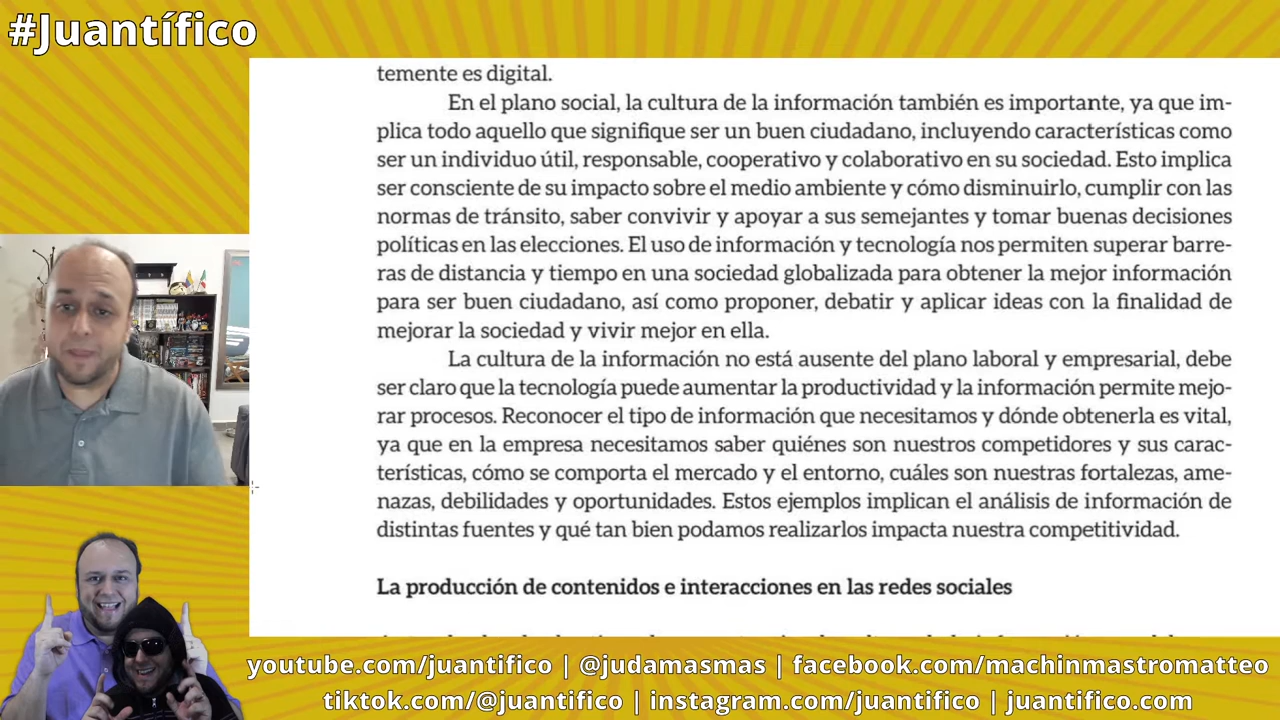 #Juantífico
temente es digital.
En el plano social, la cultura de la información también es importante, ya que im-
plica todo aquello que signifique ser un buen ciudadano, incluyendo características como
ser un individuo útil, responsable, cooperativo y colaborativo en su sociedad. Esto implica
ser consciente de su impacto sobre el medio ambiente y cómo disminuirlo, cumplir con las
normas de tránsito, saber convivir y apoyar a sus semejantes y tomar buenas decisiones
políticas en las elecciones. El uso de información y tecnología nos permiten superar barre-
ras de distancia y tiempo en una sociedad globalizada para obtener la mejor información
para ser buen ciudadano, así como proponer, debatir y aplicar ideas con la finalidad de
mejorar la sociedad y vivir mejor en ella.
La cultura de la información no está ausente del plano laboral y empresarial, debe
ser claro que la tecnología puede aumentar la productividad y la información permite mejo-
rar procesos. Reconocer el tipo de información que necesitamos y dónde obtenerla es vital,
ya que en la empresa necesitamos saber quiénes son nuestros competidores y sus carac-
terísticas, cómo se comporta el mercado y el entorno, cuáles son nuestras fortalezas, ame-
nazas, debilidades y oportunidades. Estos ejemplos implican el análisis de información de
distintas fuentes y qué tan bien podamos realizarlos impacta nuestra competitividad.
La producción de contenidos e interacciones en las redes sociales
youtube.com/juantifico | @judamasmas | facebook.com/machinmastromatteo
tiktok.com/@juantifico | instagram.com/juantifico | juantifico.com